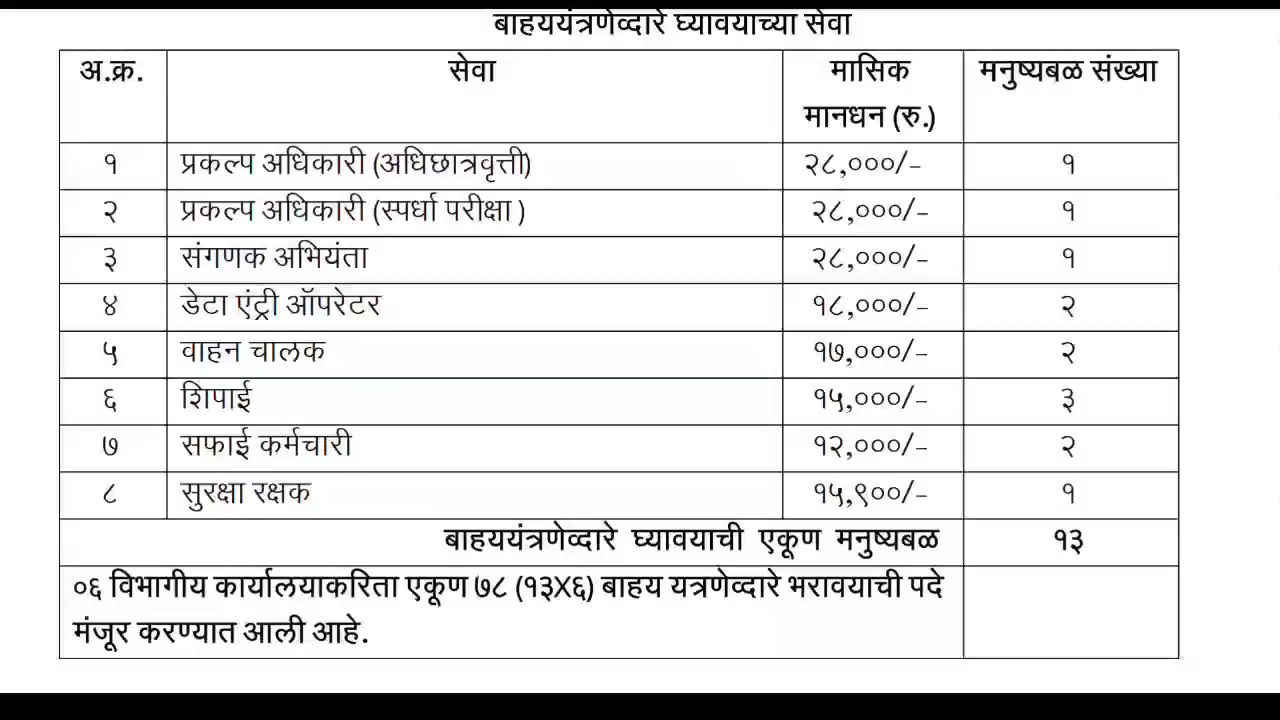 बाहययंत्रणेव्दारे घ्यावयाच्या सेवा
अ.क्र. सेवा मासिक मानधन (रु.) मनुष्यबळ संख्या
१ प्रकल्प अधिकारी (अधिछात्रवृत्ती) २८,०००/- १
२ प्रकल्प अधिकारी (स्पर्धा परीक्षा ) २८,०००/- १
३ संगणक अभियंता २८,०००/- १
४ डेटा एंट्री ऑपरेटर १८,०००/- २
५ वाहन चालक १७,०००/- २
६ शिपाई १५,०००/- ३
७ सफाई कर्मचारी १२,०००/- २
८ सुरक्षा रक्षक १५,९००/- १
बाहययंत्रणेव्दारे घ्यावयाची एकूण मनुष्यबळ १३
०६ विभागीय कार्यालयाकरिता एकूण ७८ (१३X६) बाहय यत्रणेव्दारे भरावयाची पदे
मंजूर करण्यात आली आहे.